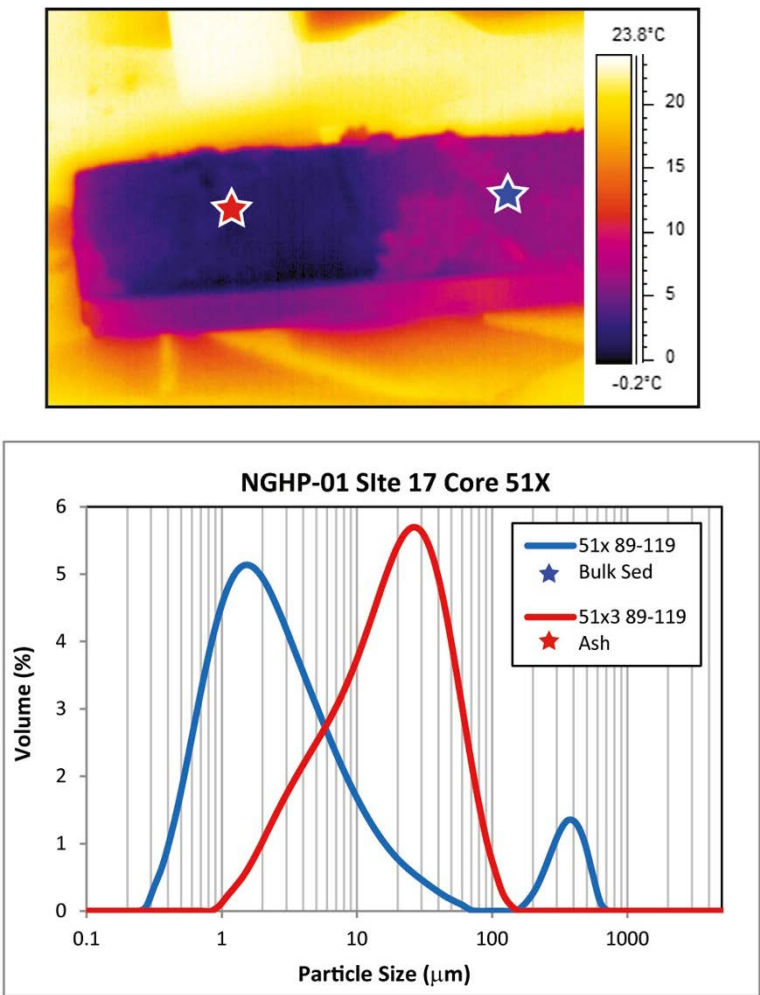 23.8°C
20
15
10
5
0
-0.2°C
NGHP-01 SIte 17 Core 51X
6
5
4
3
2
1
0
Volume (%)
51x 89-119
Bulk Sed
51x3 89-119
Ash
0.1 1 10 100 1000
Particle Size (μm)